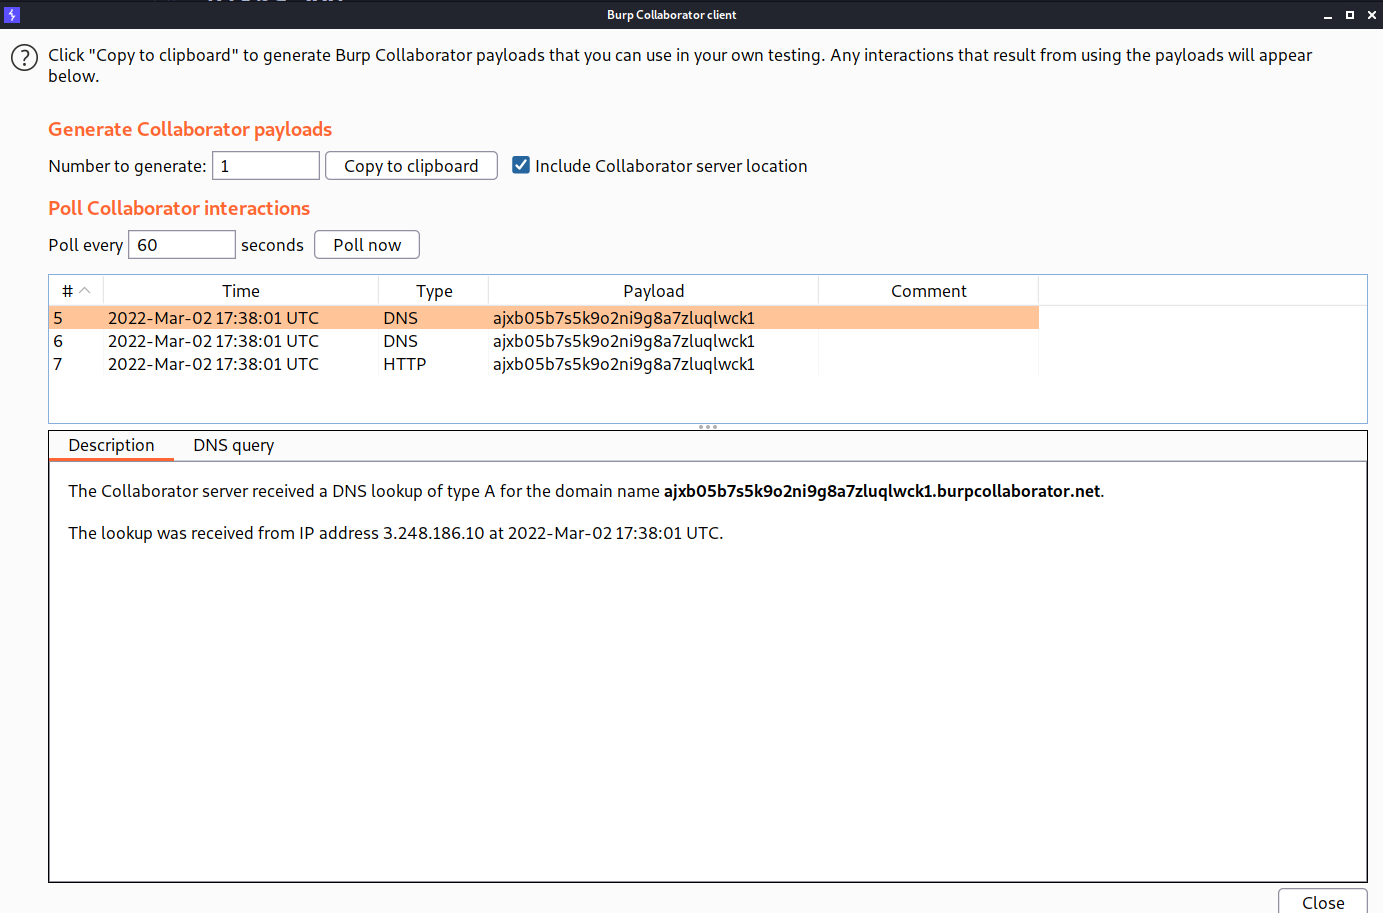 Burp Collaborator client
Click "Copy to clipboard" to generate Burp Collaborator payloads that you can use in your own testing. Any interactions that result from using the payloads will appear
below.
Generate Collaborator payloads
Number to generate: 1 Copy to clipboard Include Collaborator server location
Poll Collaborator interactions
Poll every 60 seconds Poll now
# Time Type Payload Comment
5 2022-Mar-02 17:38:01 UTC DNS ajxb05b7s5k9o2ni9g8a7zluqlwck1
6 2022-Mar-02 17:38:01 UTC DNS ajxb05b7s5k9o2ni9g8a7zluqlwck1
7 2022-Mar-02 17:38:01 UTC HTTP ajxb05b7s5k9o2ni9g8a7zluqlwck1
Description DNS query
The Collaborator server received a DNS lookup of type A for the domain name ajxb05b7s5k9o2ni9g8a7zluqlwck1.burpcollaborator.net.
The lookup was received from IP address 3.248.186.10 at 2022-Mar-02 17:38:01 UTC.
Close